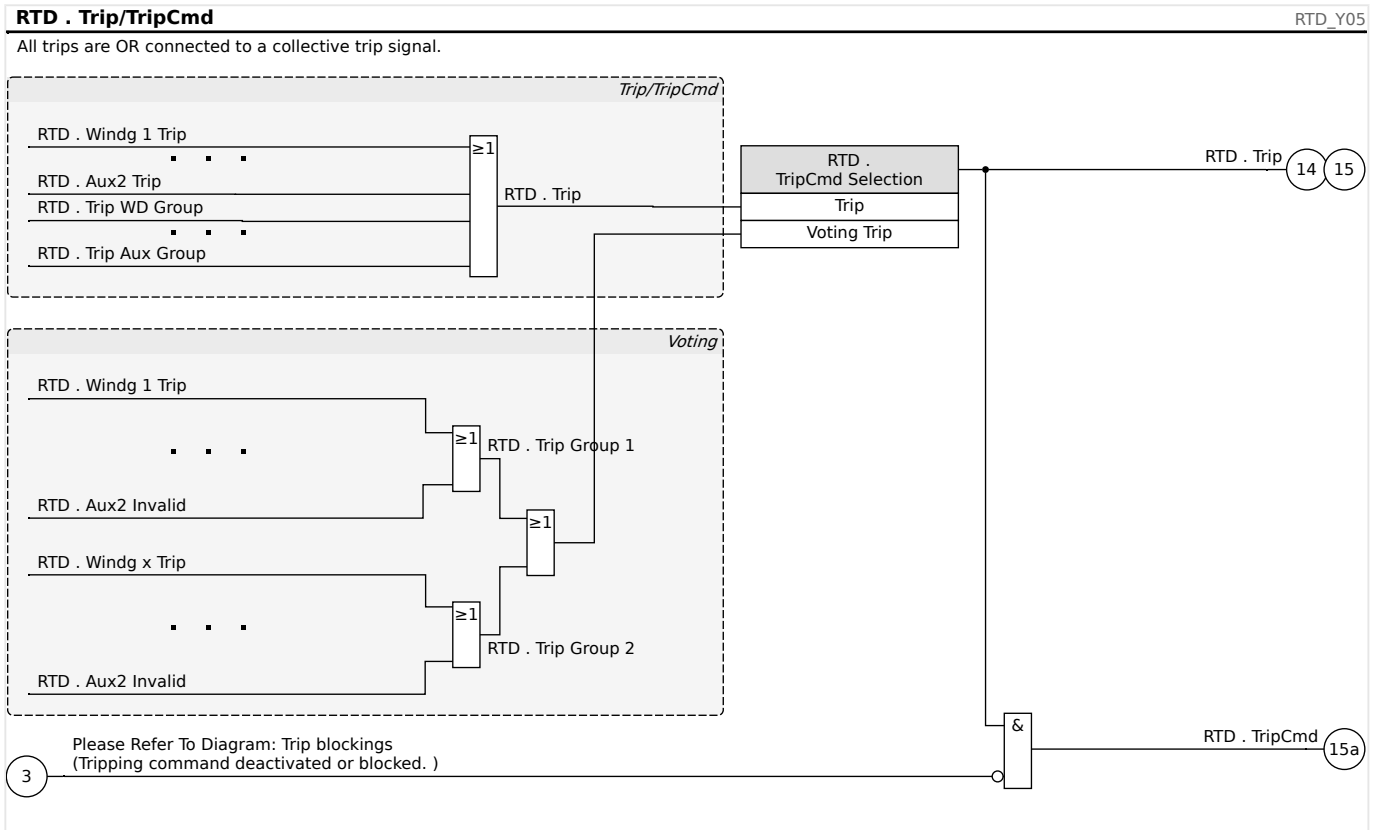 RTD . Trip/TripCmd
RTD_Y05
All trips are OR connected to a collective trip signal.
Trip/TripCmd
RTD . Windg 1 Trip
≥1
RTD . Aux2 Trip
RTD . Trip WD Group
RTD . Trip Aux Group
RTD . Trip
RTD .
TripCmd Selection
Trip
Voting Trip
RTD . Trip
14
15
Voting
RTD . Windg 1 Trip
≥1
RTD . Trip Group 1
RTD . Aux2 Invalid
≥1
RTD . Windg x Trip
≥1
RTD . Trip Group 2
RTD . Aux2 Invalid
&
RTD . TripCmd
15a
Please Refer To Diagram: Trip blockings
(Tripping command deactivated or blocked. )
3